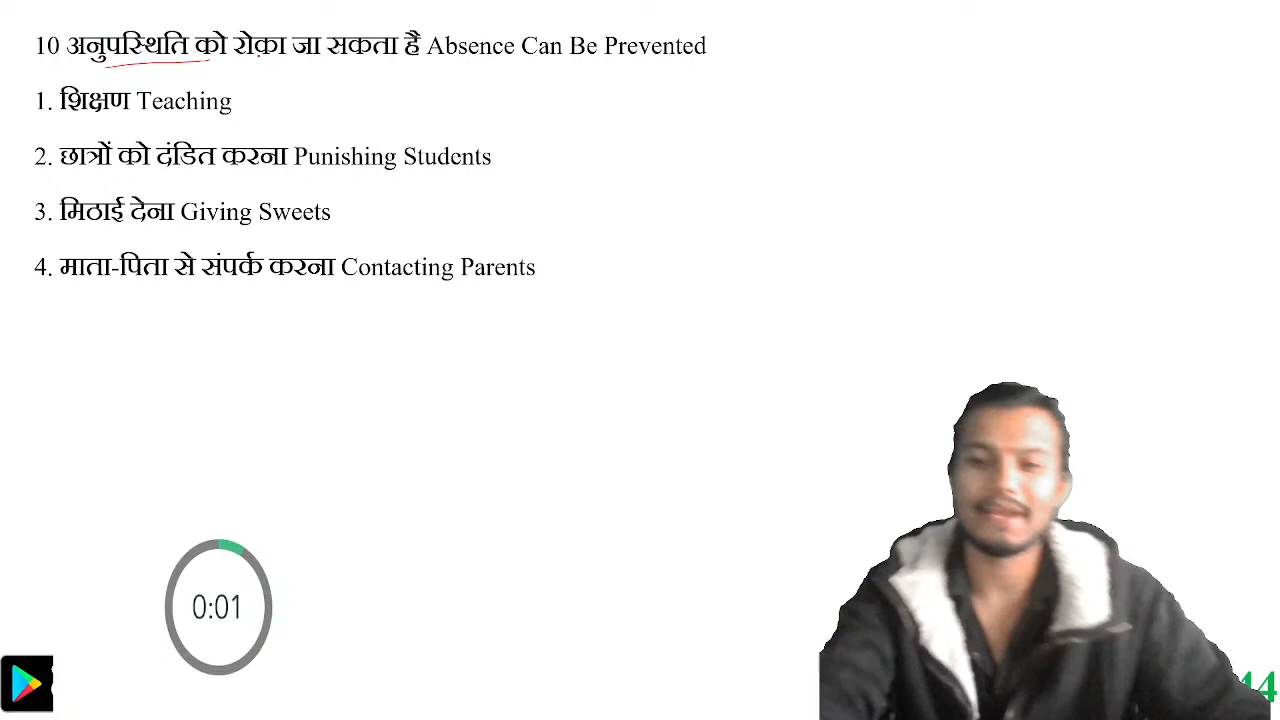 10 अनुपस्थिति को रोका जा सकता है Absence Can Be Prevented
1. शिक्षण Teaching
2. छात्रों को दंडित करना Punishing Students
3. मिठाई देना Giving Sweets
4. माता-पिता से संपर्क करना Contacting Parents
0:01
44